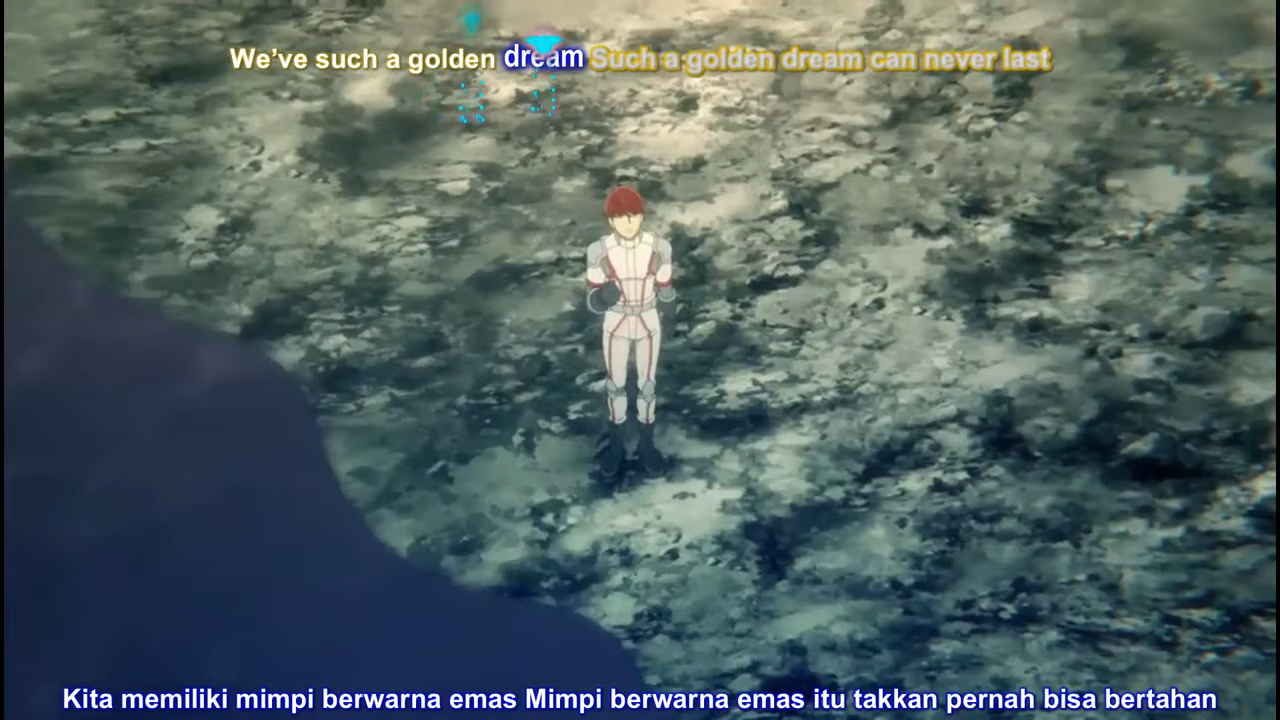 We've such a golden dream Such a golden dream can never last
Kita memiliki mimpi berwarna emas Mimpi berwarna emas itu takkan pernah bisa bertahan